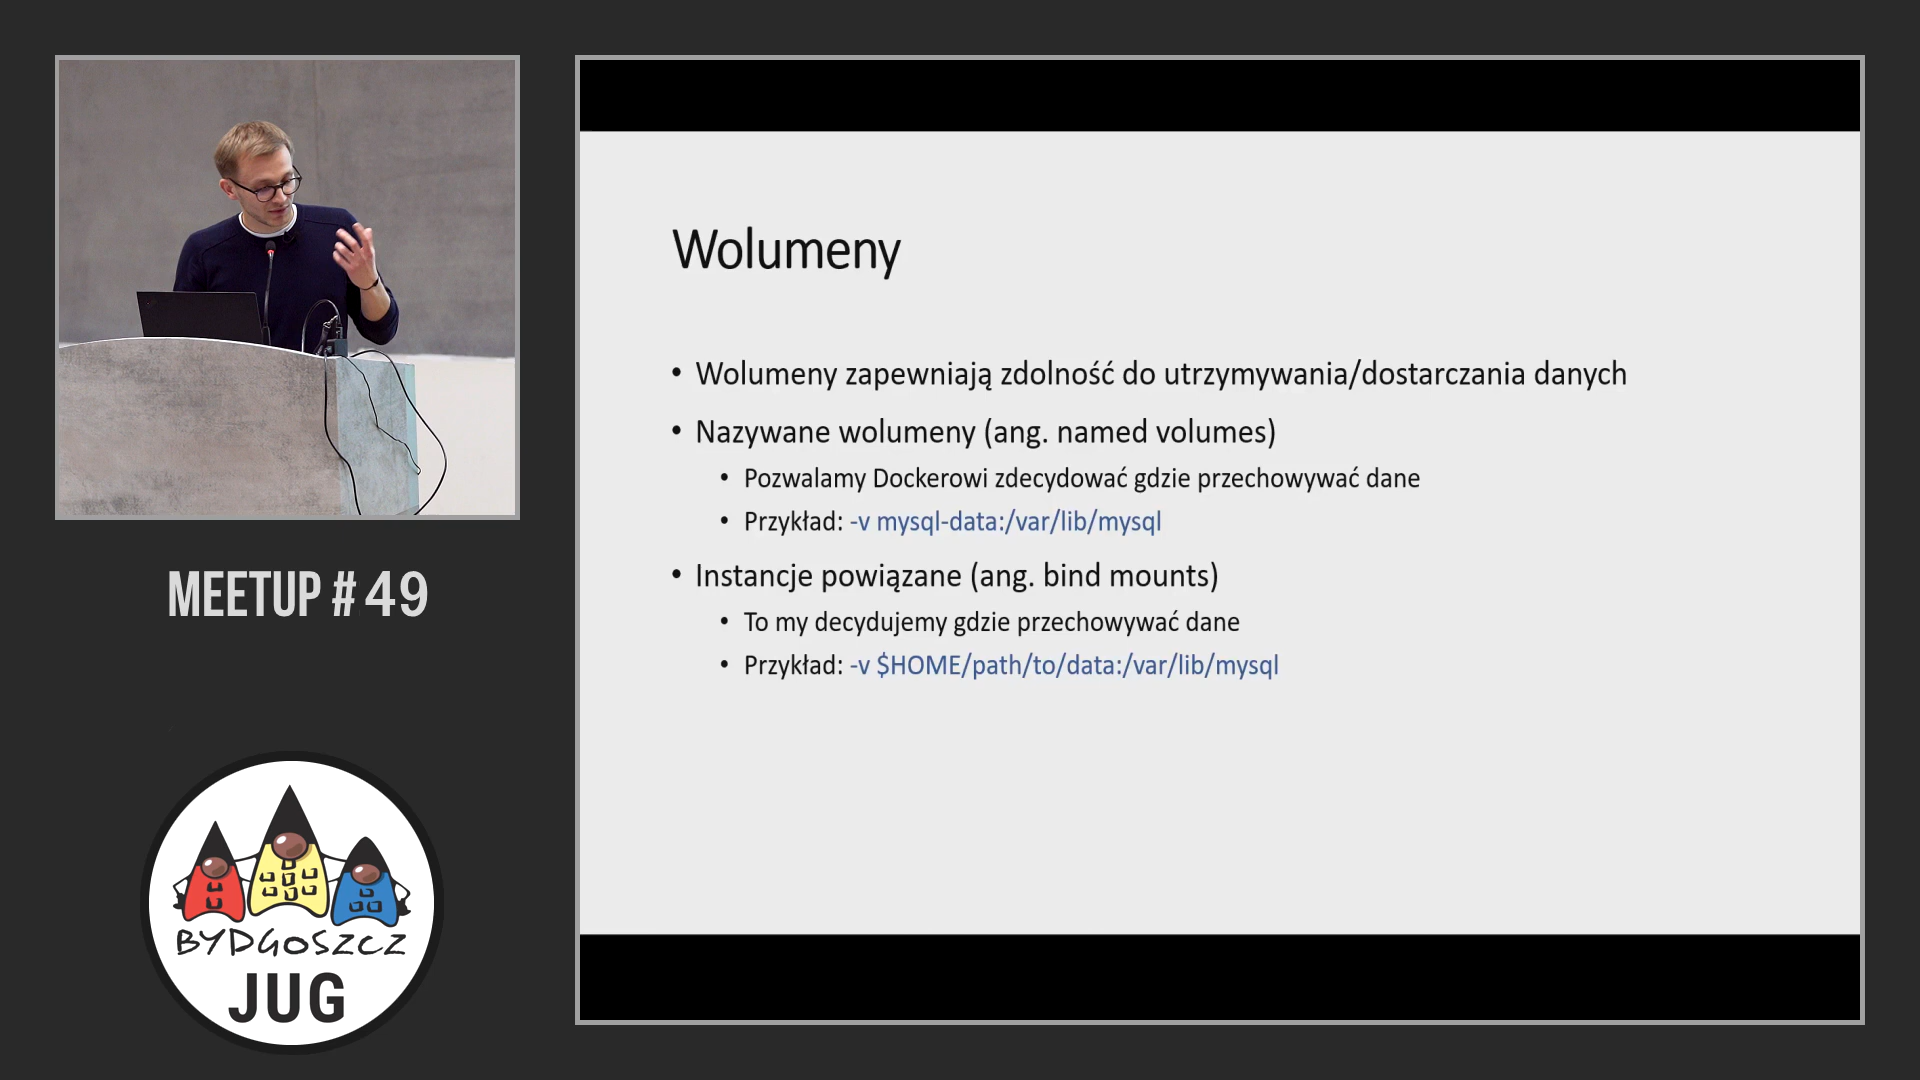 MEETUP # 49
BYDGOSZCZ
JUG
Wolumeny
• Wolumeny zapewniają zdolność do utrzymywania/dostarczania danych
• Nazywane wolumeny (ang. named volumes)
• Pozwalamy Dockerowi zdecydować gdzie przechowywać dane
• Przykład: -v mysql-data:/var/lib/mysql
• Instancje powiązane (ang. bind mounts)
• To my decydujemy gdzie przechowywać dane
• Przykład: -v $HOME/path/to/data:/var/lib/mysql